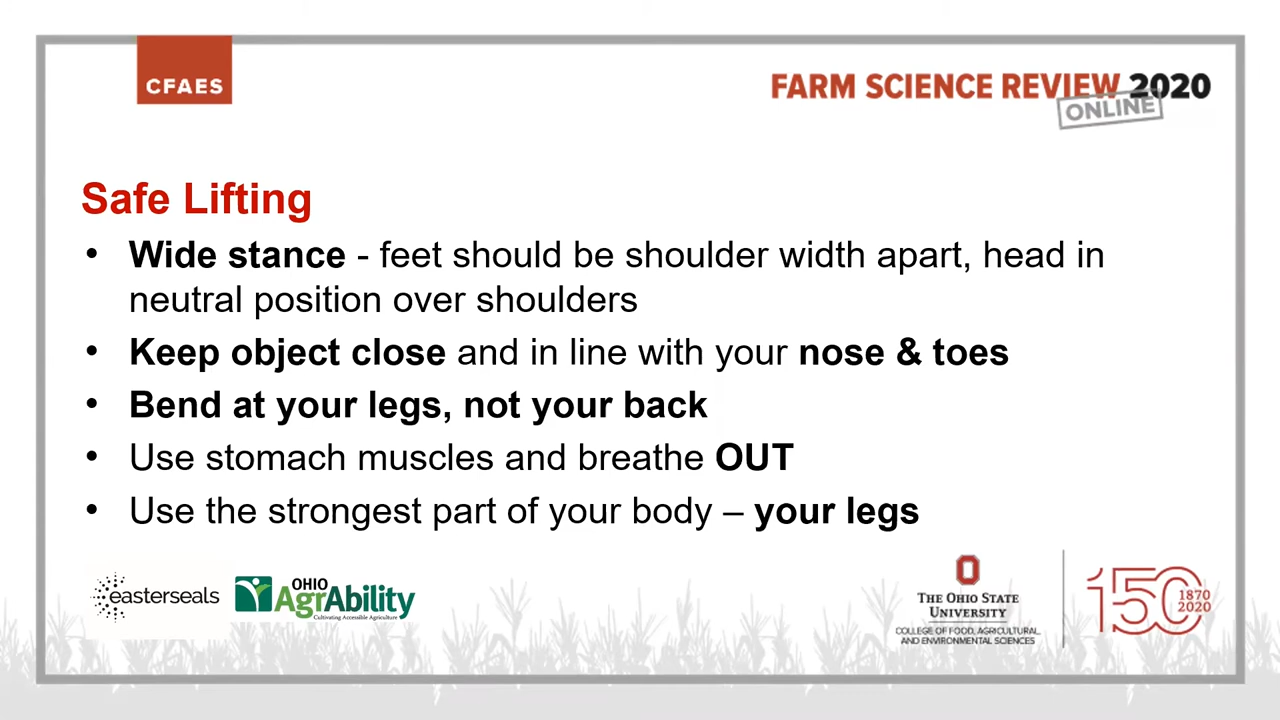 CFAES
FARM SCIENCE REVIEW 2020
ONLINE
Safe Lifting
• Wide stance - feet should be shoulder width apart, head in
neutral position over shoulders
• Keep object close and in line with your nose & toes
• Bend at your legs, not your back
• Use stomach muscles and breathe OUT
• Use the strongest part of your body – your legs
easterseals
OHIO
AgrAbility
Cultivating Accessible Agriculture
O
THE OHIO STATE
UNIVERSITY
COLLEGE OF FOOD, AGRICULTURAL,
AND ENVIRONMENTAL SCIENCES
150
1870
2020